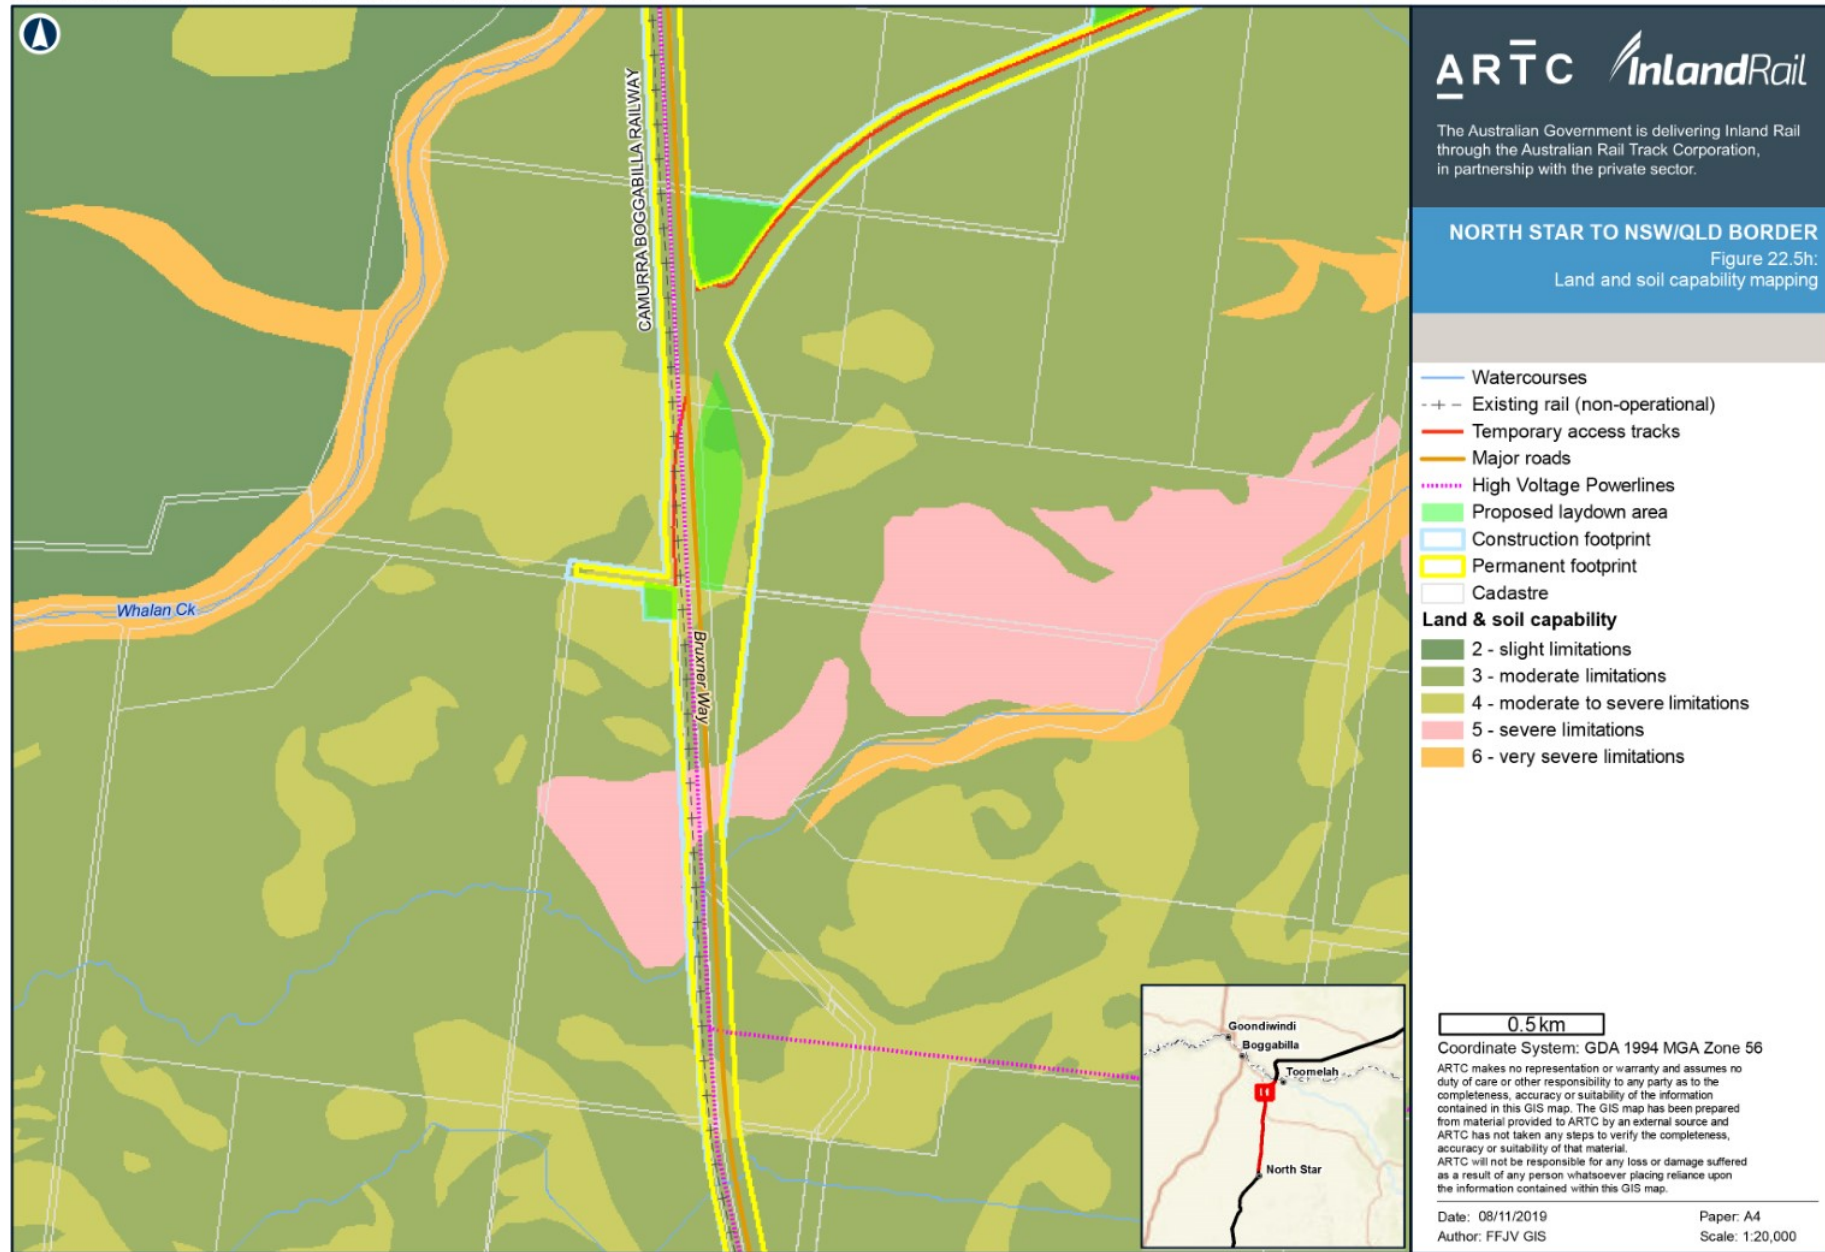 CAMURRA BOGGABILLA RAILWAY
Whalan Ck
Bruxner Way
ARTC InlandRail
The Australian Government is delivering Inland Rail
through the Australian Rail Track Corporation,
in partnership with the private sector.
NORTH STAR TO NSW/QLD BORDER
Figure 22.5h:
Land and soil capability mapping
Watercourses
Existing rail (non-operational)
Temporary access tracks
Major roads
High Voltage Powerlines
Proposed laydown area
Construction footprint
Permanent footprint
Cadastre
Land & soil capability
2 - slight limitations
3 - moderate limitations
4 - moderate to severe limitations
5 - severe limitations
6 - very severe limitations
Goondiwindi
Boggabilla
Toomelah
North Star
0.5 km
Coordinate System: GDA 1994 MGA Zone 56
ARTC makes no representation or warranty and assumes no
duty of care or other responsibility to any party as to the
completeness, accuracy or suitability of the information
contained in this GIS map. The GIS map has been prepared
from material provided to ARTC by an external source and
ARTC has not taken any steps to verify the completeness,
accuracy or suitability of that material.
ARTC will not be responsible for any loss or damage suffered
as a result of any person whatsoever placing reliance upon
the information contained within this GIS map.
Date: 08/11/2019 Paper: A4
Author: FFJV GIS Scale: 1:20,000